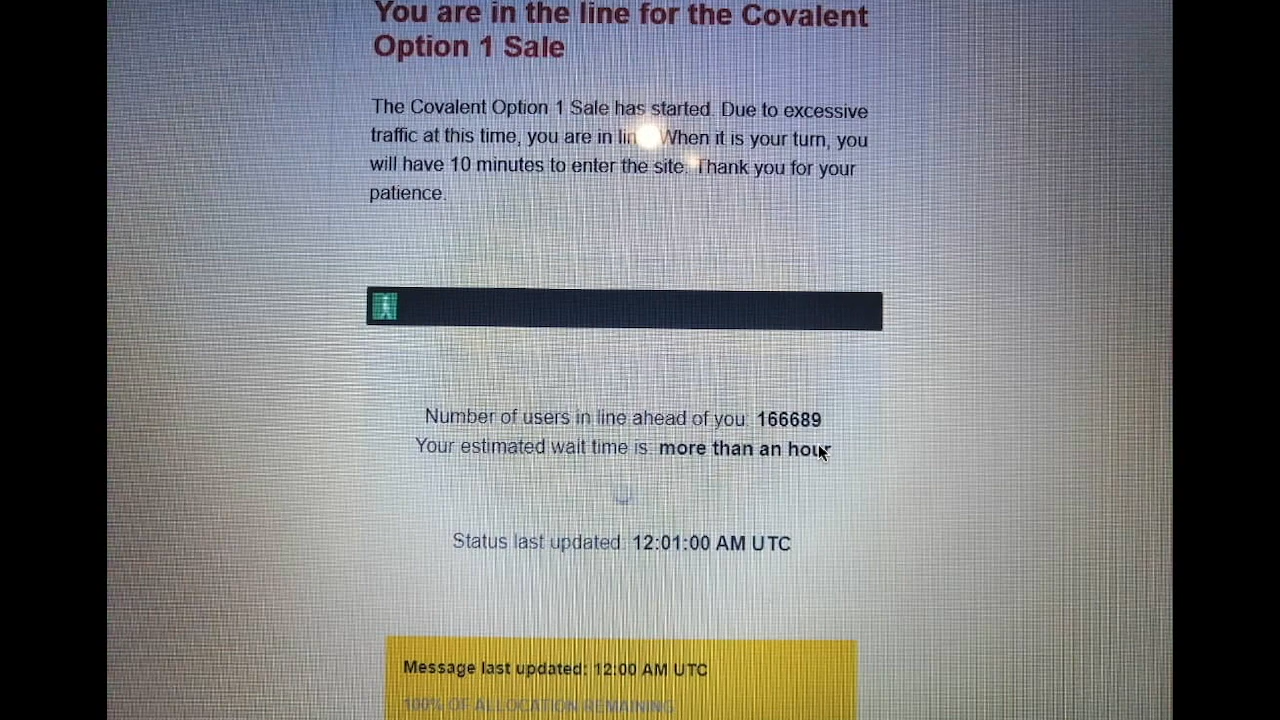 You are in the line for the Covalent
Option 1 Sale
The Covalent Option 1 Sale has started. Due to excessive
traffic at this time, you are in When it is your turn, you
will have 10 minutes to enter the site. Thank you for your
patience.
Number of users in line ahead of you: 166689
Your estimated wait time is: more than an hour
Status last updated: 12:01:00 AM UTC
Message last updated: 12:00 AM UTC
100% OF ALLOCATION REMAINING